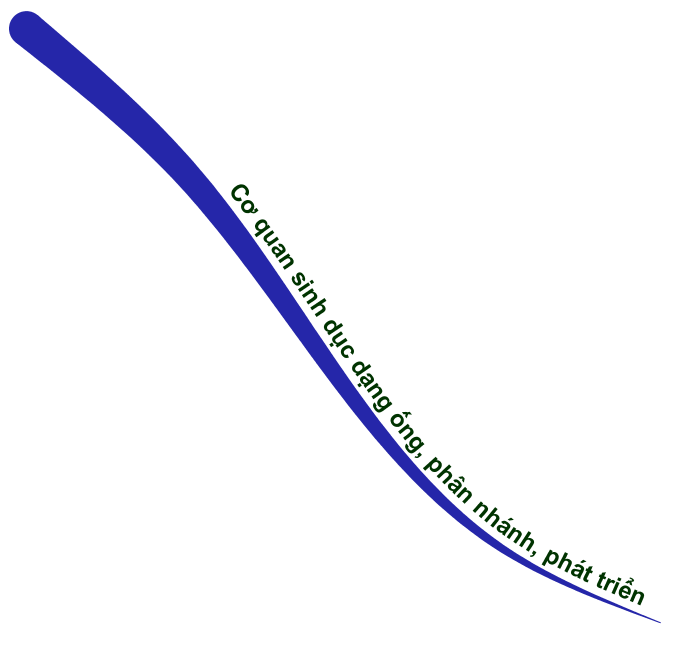 Cơ quan sinh dục dạng ống, phân nhánh, phát triển